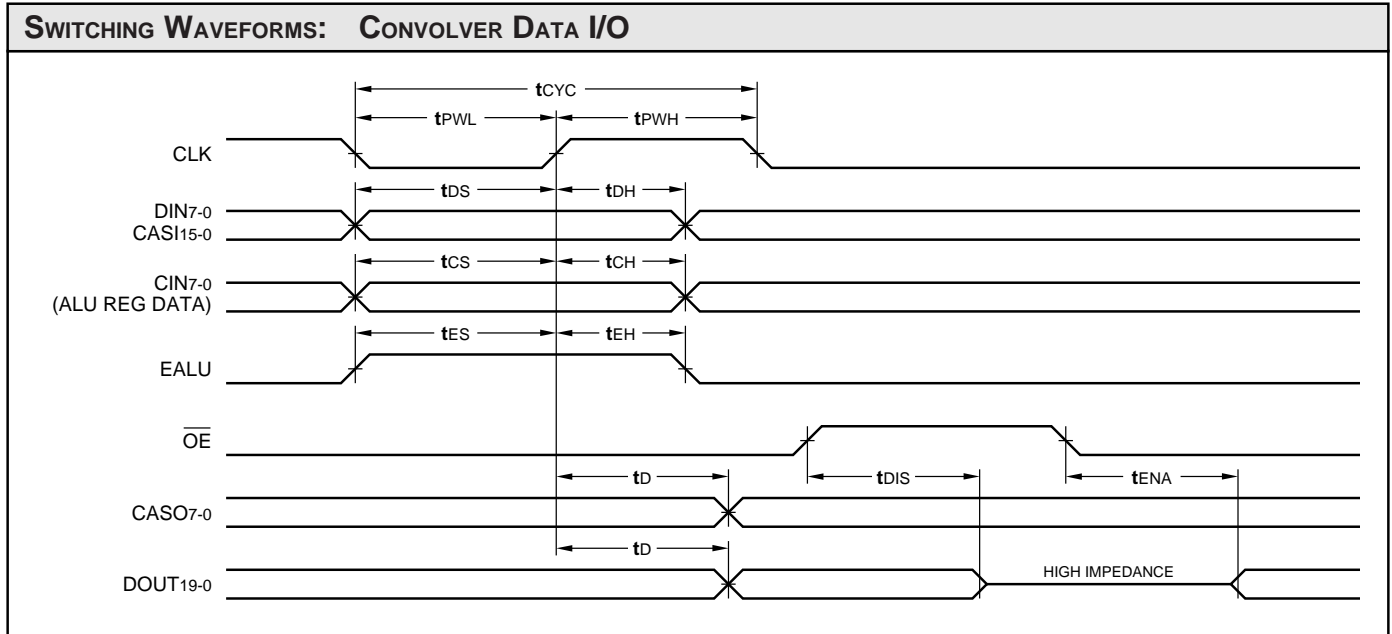 SWITCHING WAVEFORMS: CONVOLVER DATA I/O
tCYC
tPWL tPWH
CLK
tDS tDH
DIN7-0
CASI15-0
tCS tCH
CIN7-0
(ALU REG DATA)
tES tEH
EALU
OE
tD tDIS tENA
CASO7-0
tD
DOUT19-0 HIGH IMPEDANCE